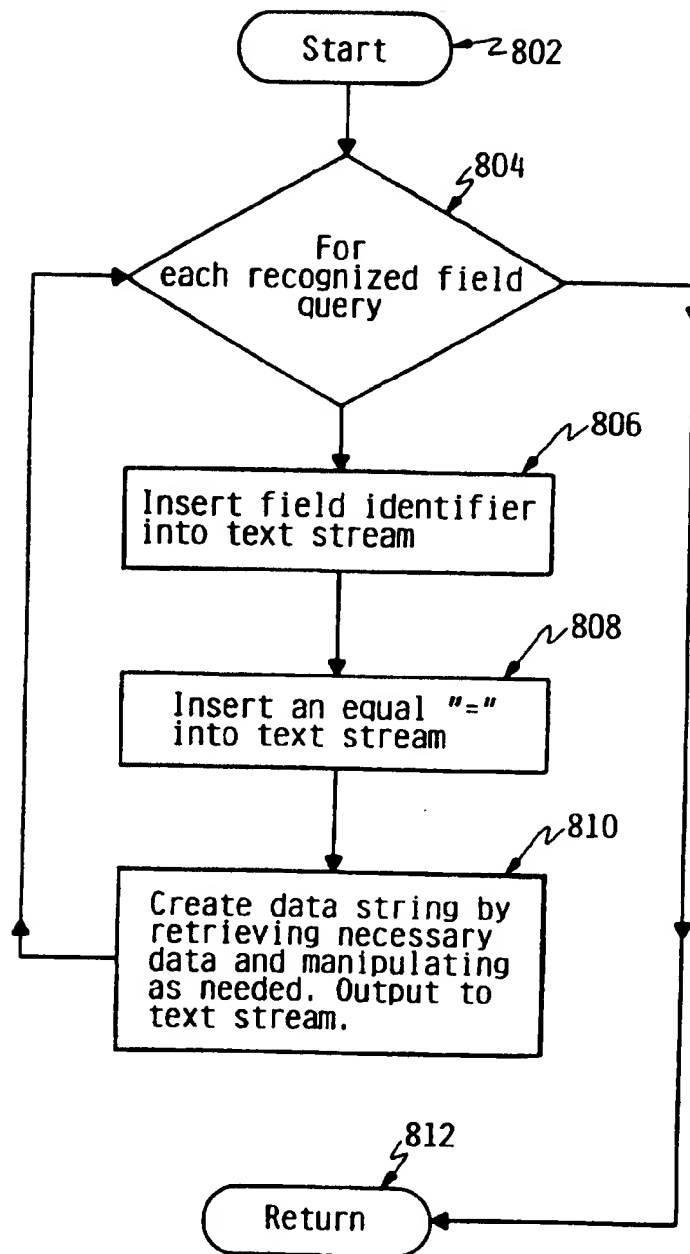 Start
802
804
For
each recognized field
query
806
Insert field identifier
into text stream
808
Insert an equal "="
into text stream
810
Create data string by
retrieving necessary
data and manipulating
as needed. Output to
text stream.
812
Return